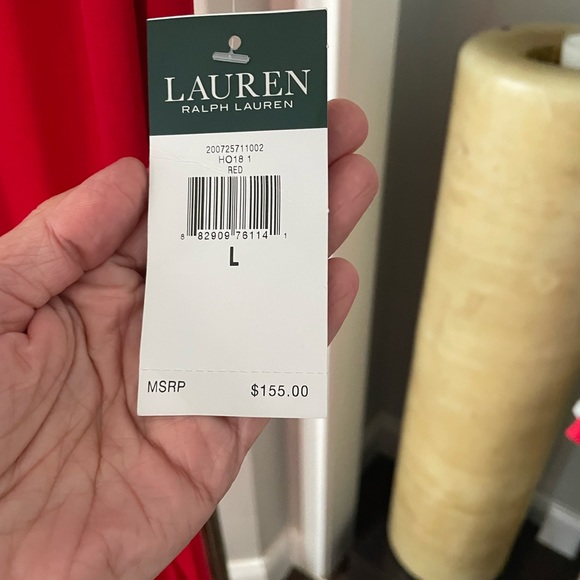 LAUREN
RALPH LAUREN
200725711002
HO18 1
RED
8 82909 76114 1
L
MSRP $155.00